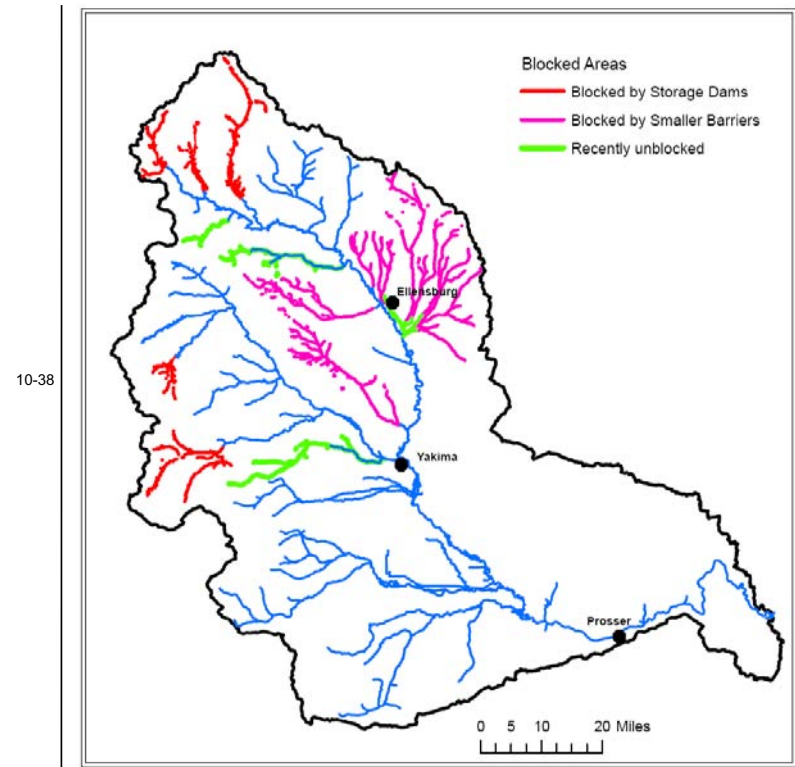 Blocked Areas
Blocked by Storage Dams
Blocked by Smaller Barriers
Recently unblocked
Ellensburg
10-38
Yakima
Prosser
0 5 10 20 Miles